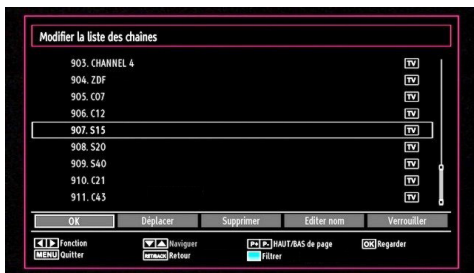 Modifier la liste des chaînes
903. CHANNEL 4 TV
904. ZDF TV
905. C07 TV
906. C12 TV
907. S15 TV
908. S20 TV
909. S40 TV
910. C21 TV
911. C43 TV
OK Déplacer Supprimer Editer nom Verrouiller
Fonction Naviguer P+ P- HAUT/BAS de page OK Regarder
MENU Quitter RET/BACK Retour Filtrer